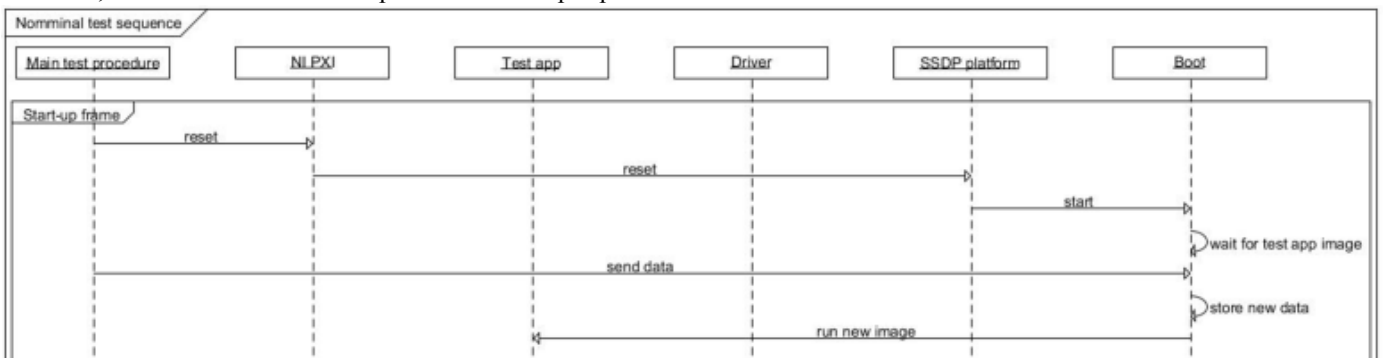 Nomminal test sequence
Main test procedure NI PXI Test app Driver SSDP platform Boot
Start-up frame
reset
reset
start
wait for test app image
send data
store new data
run new image